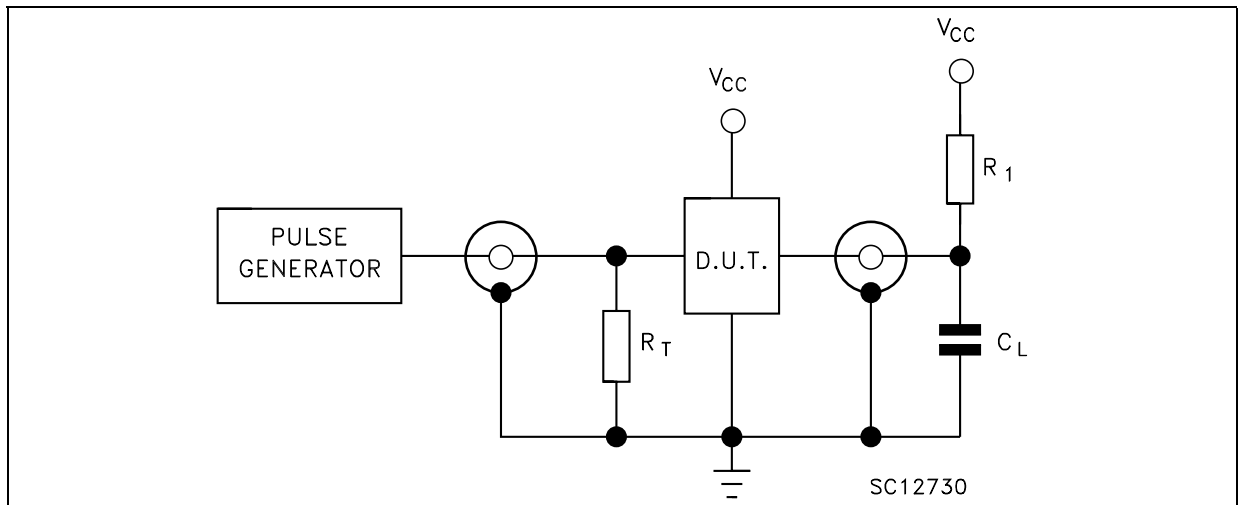 VCC
VCC
R1
PULSE
GENERATOR
D.U.T.
RT
CL
SC12730